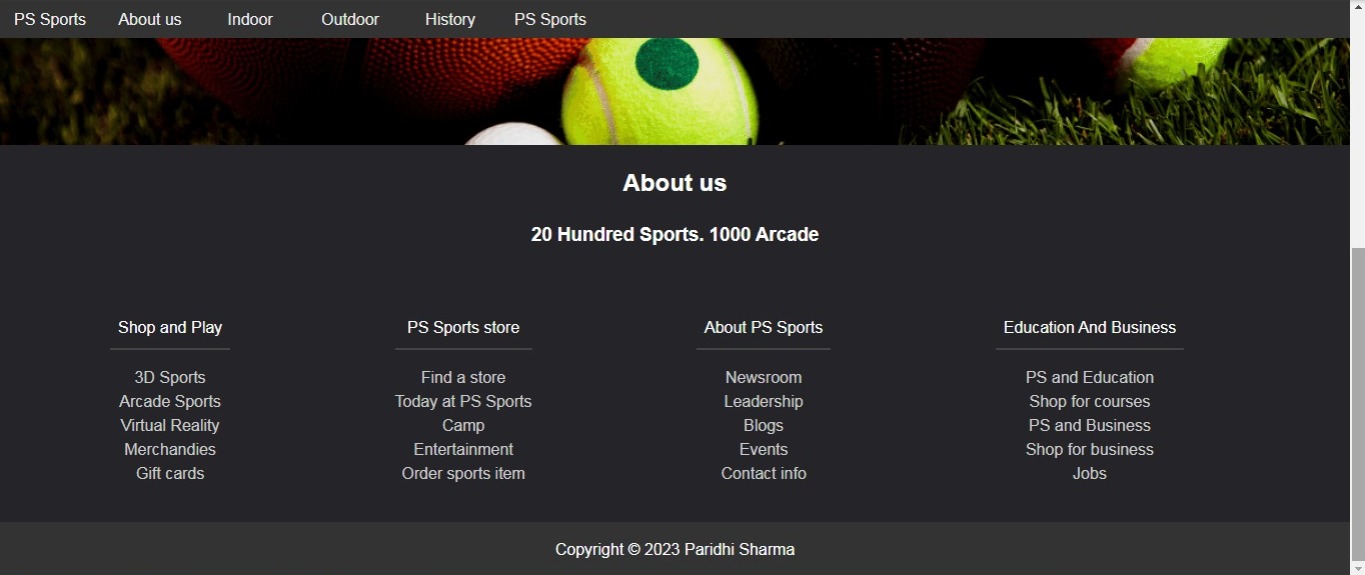 PS Sports About us Indoor Outdoor History PS Sports
About us
20 Hundred Sports. 1000 Arcade
Shop and Play
3D Sports
Arcade Sports
Virtual Reality
Merchandies
Gift cards
PS Sports store
Find a store
Today at PS Sports
Camp
Entertainment
Order sports item
About PS Sports
Newsroom
Leadership
Blogs
Events
Contact info
Education And Business
PS and Education
Shop for courses
PS and Business
Shop for business
Jobs
Copyright © 2023 Paridhi Sharma